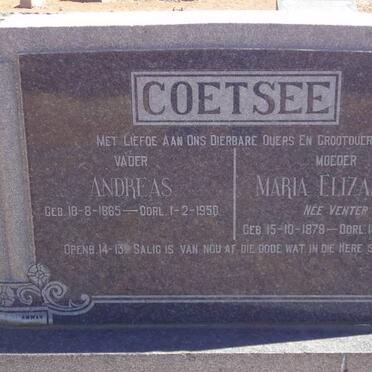 COETSEE
MET LIEFDE AAN ONS DIERBARE OUERS EN GROOTOUER
VADER MOEDER
ANDREAS MARIA ELIZA
NÉE VENTER
GEB. 18-8-1865—OORL. 1-2-1950 GEB. 15-10-1879—OORL. 1
OPENB. 14-13. SALIG IS VAN NOU AF DIE DODE WAT IN DIE HERE S